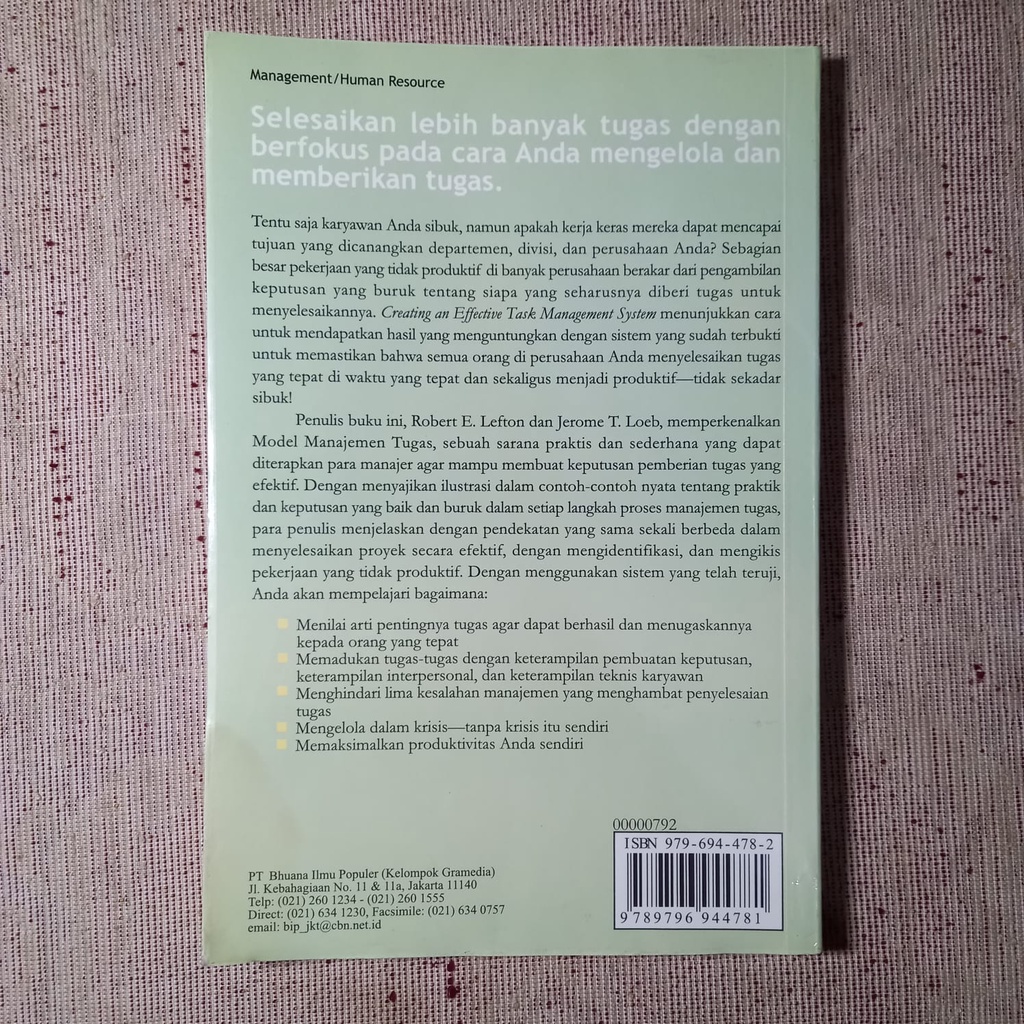 Management/Human Resource
Selesaikan lebih banyak tugas dengan
berfokus pada cara Anda mengelola dan
memberikan tugas.
Tentu saja karyawan Anda sibuk, namun apakah kerja keras mereka dapat mencapai
tujuan yang dicanangkan departemen, divisi, dan perusahaan Anda? Sebagian
besar pekerjaan yang tidak produktif di banyak perusahaan berakar dari pengambilan
keputusan yang buruk tentang siapa yang seharusnya diberi tugas untuk
menyelesaikannya. Creating an Effective Task Management System menunjukkan cara
untuk mendapatkan hasil yang menguntungkan dengan sistem yang sudah terbukti
untuk memastikan bahwa semua orang di perusahaan Anda menyelesaikan tugas
yang tepat di waktu yang tepat dan sekaligus menjadi produktif—tidak sekadar
sibuk!
Penulis buku ini, Robert E. Lefton dan Jerome T. Loeb, memperkenalkan
Model Manajemen Tugas, sebuah sarana praktis dan sederhana yang dapat
diterapkan para manajer agar mampu membuat keputusan pemberian tugas yang
efektif. Dengan menyajikan ilustrasi dalam contoh-contoh nyata tentang praktik
dan keputusan yang baik dan buruk dalam setiap langkah proses manajemen tugas,
para penulis menjelaskan dengan pendekatan yang sama sekali berbeda dalam
menyelesaikan proyek secara efektif, dengan mengidentifikasi, dan mengikis
pekerjaan yang tidak produktif. Dengan menggunakan sistem yang telah teruji,
Anda akan mempelajari bagaimana:
Menilai arti pentingnya tugas agar dapat berhasil dan menugaskannya
kepada orang yang tepat
Memadukan tugas-tugas dengan keterampilan pembuatan keputusan,
keterampilan interpersonal, dan keterampilan teknis karyawan
Menghindari lima kesalahan manajemen yang menghambat penyelesaian
tugas
Mengelola dalam krisis—tanpa krisis itu sendiri
Memaksimalkan produktivitas Anda sendiri
00000792
ISBN 979-694-478-2
9 789796 944781
PT Bhuana Ilmu Populer (Kelompok Gramedia)
Jl. Kebahagiaan No. 11 & 11a, Jakarta 11140
Telp: (021) 260 1234 - (021) 260 1555
Direct: (021) 634 1230, Facsimile: (021) 634 0757
email: bip_jkt@cbn.net.id